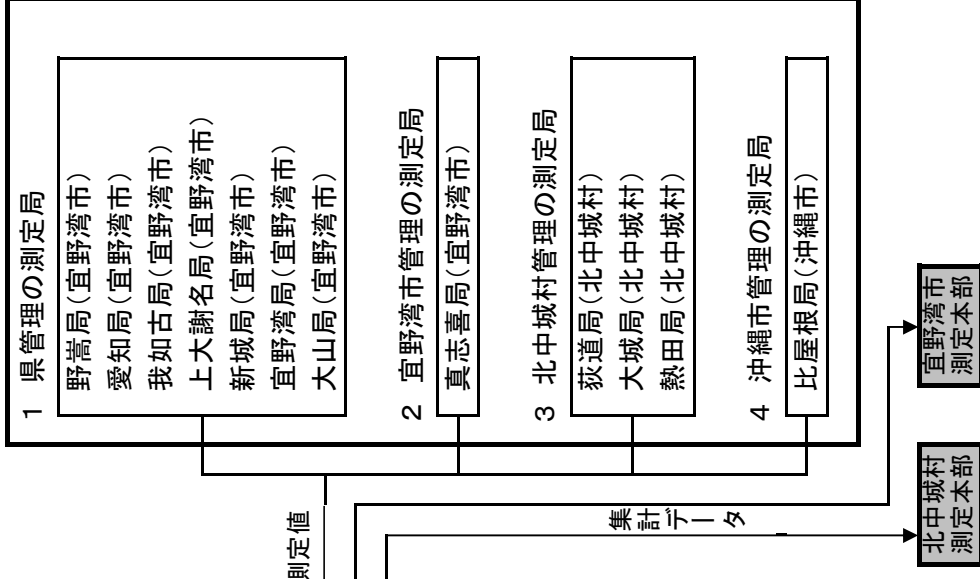 1 県管理の測定局
野嵩局(宜野湾市)
愛知局(宜野湾市)
我如古局(宜野湾市)
上大謝名局(宜野湾市)
新城局(宜野湾市)
宜野湾局(宜野湾市)
大山局(宜野湾市)
2 宜野湾市管理の測定局
真志喜局(宜野湾市)
3 北中城村管理の測定局
荻道局(北中城村)
大城局(北中城村)
熱田局(北中城村)
4 沖縄市管理の測定局
比屋根局(沖縄市)
測定値
集計データ
宜野湾市
測定本部
北中城村
測定本部